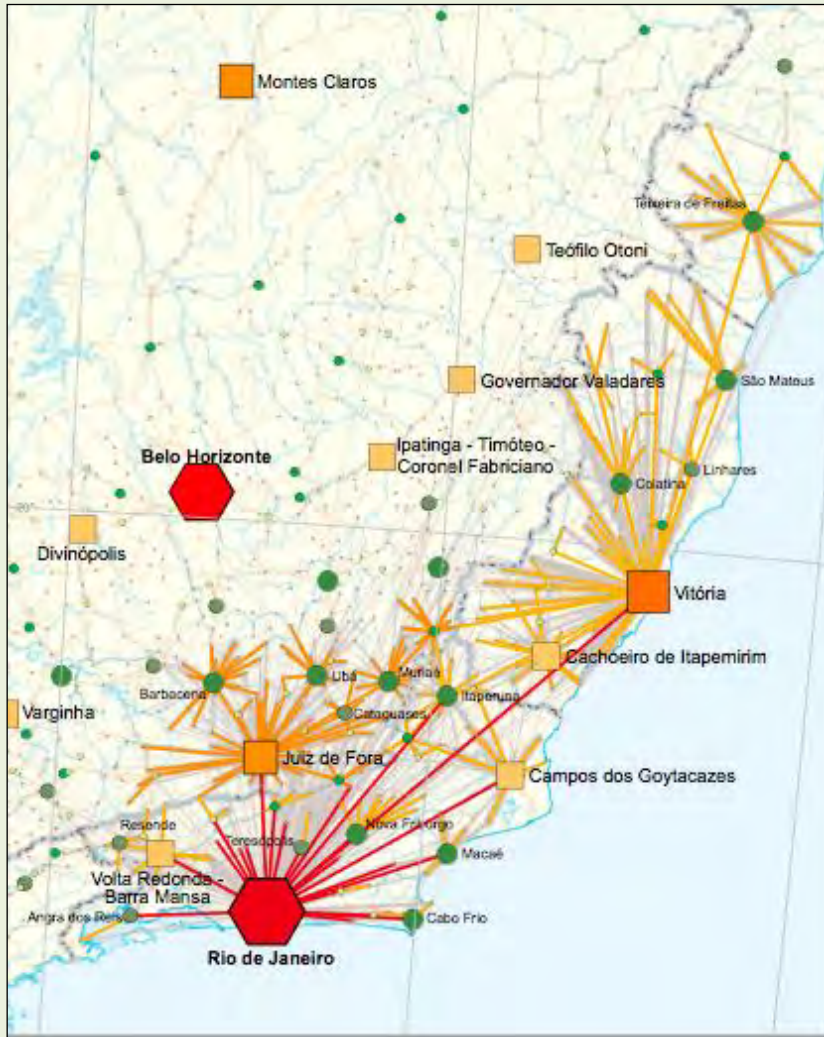 Montes Claros
Teixeira de Freitas
Teófilo Otoni
Governador Valadares
São Mateus
Belo Horizonte
Ipatinga - Timóteo -
Coronel Fabriciano
Linhares
Colatina
20°
Divinópolis
Vitória
Cachoeiro de Itapemirim
Muriaé
Ubá
Barbacena
Itaperuna
Varginha
Cataguases
Juiz de Fora
Campos dos Goytacazes
Resende
Nova Friburgo
Teresópolis
Macaé
Volta Redonda -
Barra Mansa
Angra dos Reis
Cabo Frio
Rio de Janeiro